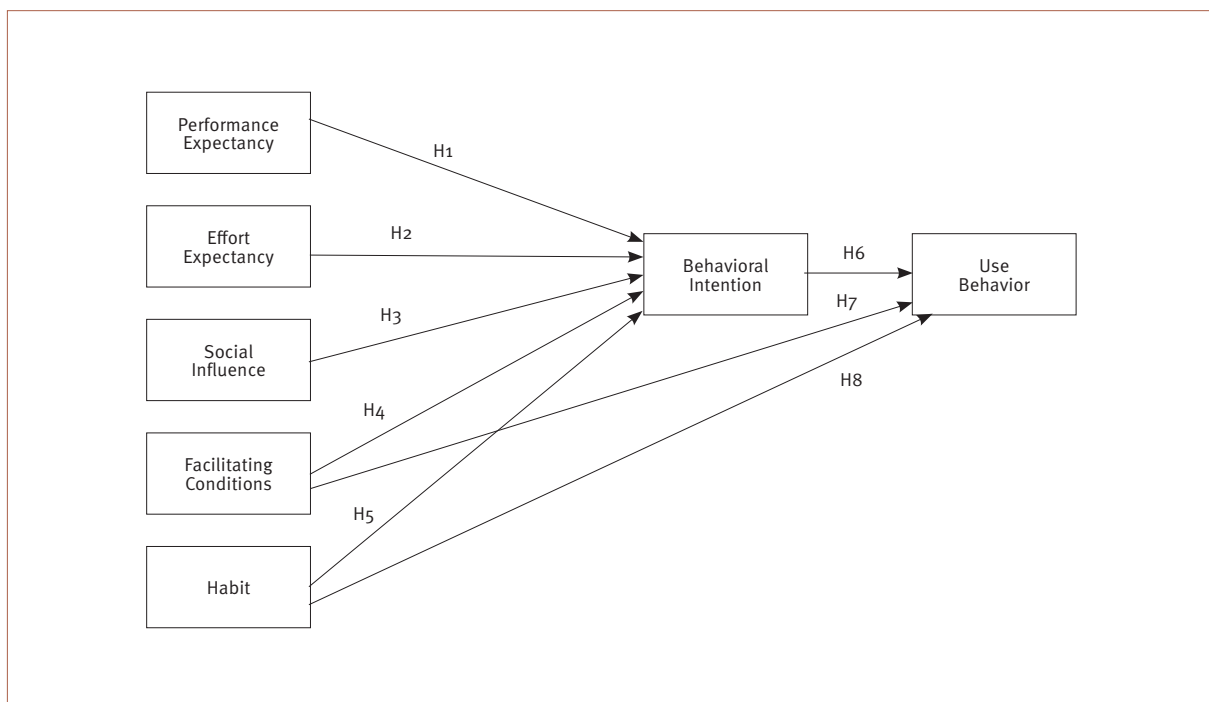 Performance
Expectancy
H1
Effort
Expectancy
H2
Social
Influence
H3
Facilitating
Conditions
H4
Habit
H5
Behavioral
Intention
H6
Use
Behavior
H7
H8